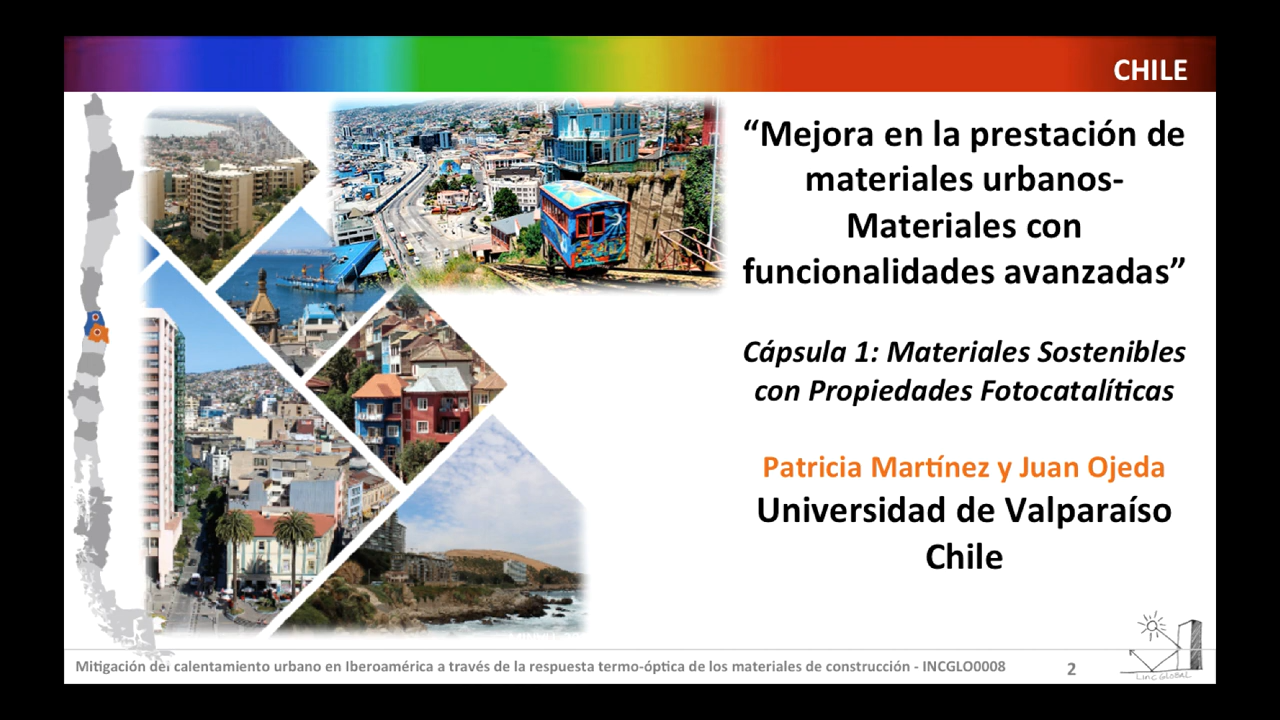 CHILE
“Mejora en la prestación de
materiales urbanos-
Materiales con
funcionalidades avanzadas”
Cápsula 1: Materiales Sostenibles
con Propiedades Fotocatalíticas
Patricia Martínez y Juan Ojeda
Universidad de Valparaíso
Chile
Mitigación del calentamiento urbano en Iberoamérica a través de la respuesta termo-óptica de los materiales de construcción - INCGLO0008
2
LINC GLOBAL